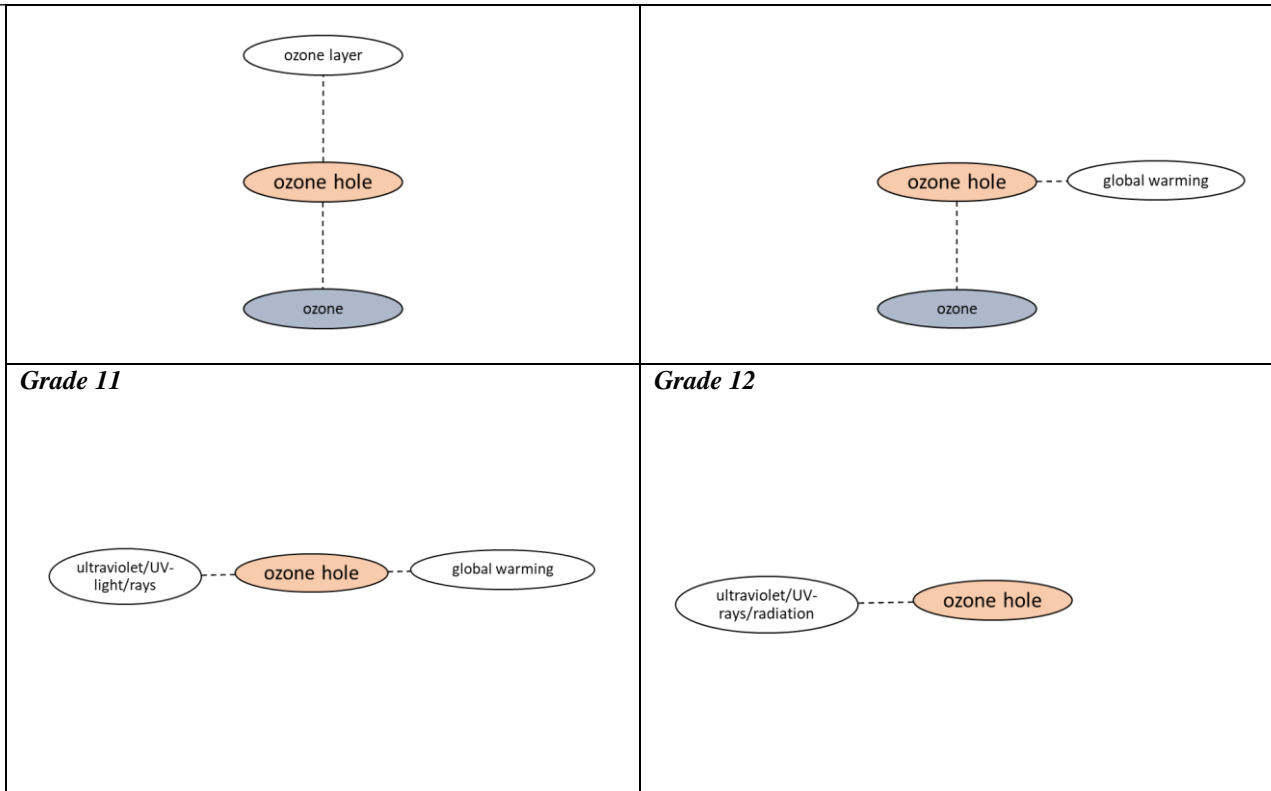 ozone layer
ozone hole
ozone
ozone hole
global warming
ozone
Grade 11
ultraviolet/UV-
light/rays
ozone hole
global warming
Grade 12
ultraviolet/UV-
rays/radiation
ozone hole